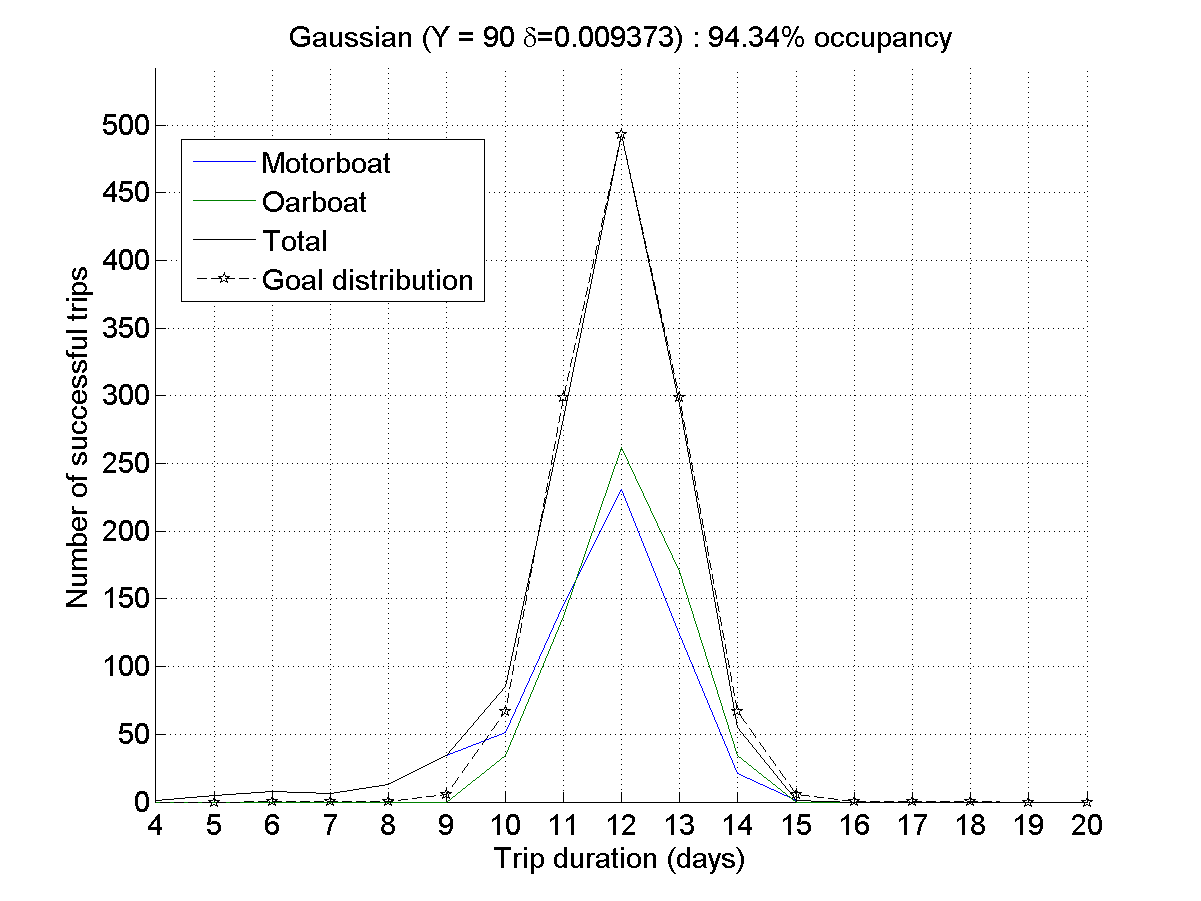 Gaussian (Y = 90 δ=0.009373) : 94.34% occupancy
500
450
400
350
300
250
200
150
100
50
0
Motorboat
Oarboat
Total
Goal distribution
Number of successful trips
4 5 6 7 8 9 10 11 12 13 14 15 16 17 18 19 20
Trip duration (days)